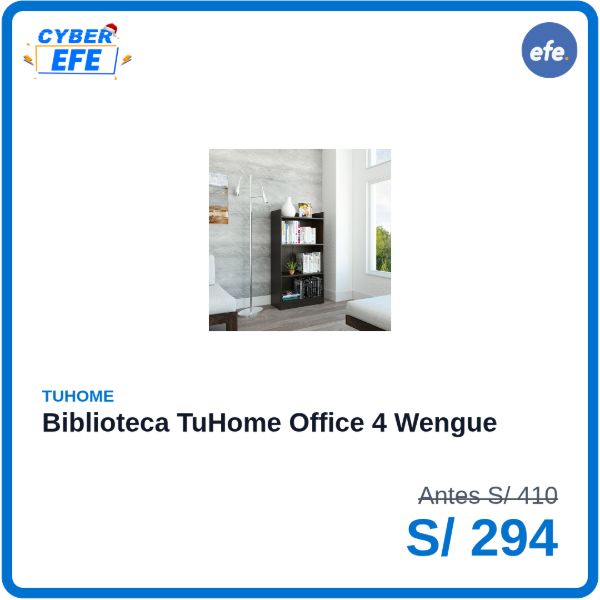 CYBER
EFE
efe.
TUHOME
Biblioteca TuHome Office 4 Wengue
Antes S/ 410
S/ 294